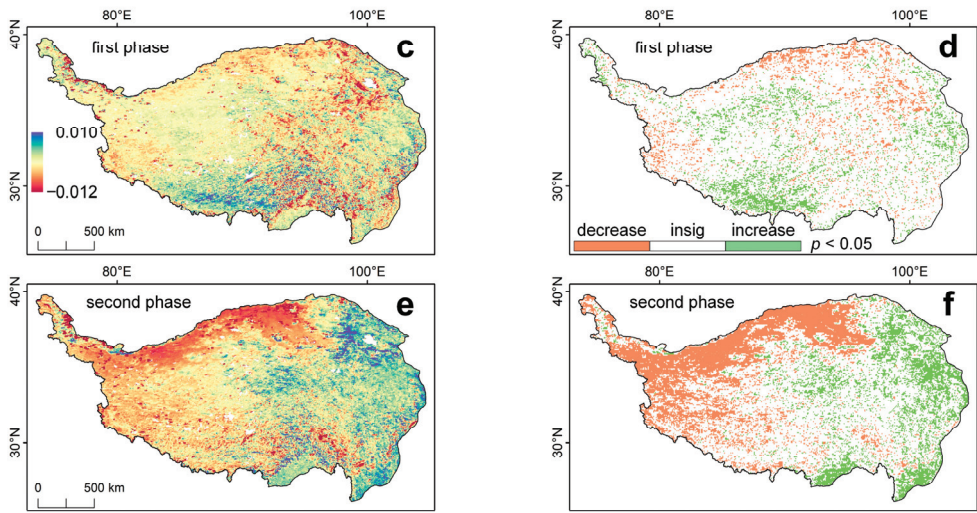 80°E 100°E
40°N
first phase c
0.010
−0.012
30°N
0 500 km
80°E 100°E
40°N
first phase d
30°N
decrease insig increase p < 0.05
80°E 100°E
40°N
second phase e
30°N
0 500 km
80°E 100°E
40°N
second phase f
30°N